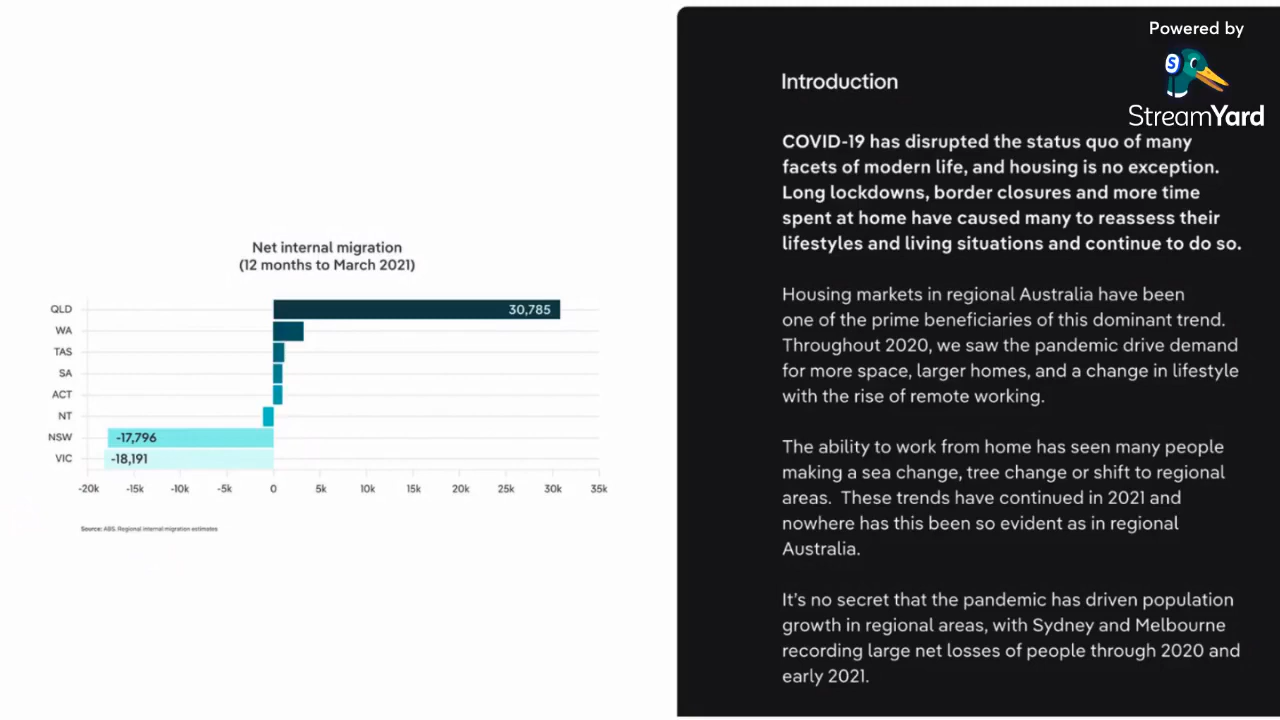 Powered by
StreamYard
Net internal migration
(12 months to March 2021)
QLD
30,785
WA
TAS
SA
ACT
NT
NSW
-17,796
VIC
-18,191
-20k -15k -10k -5k 0 5k 10k 15k 20k 25k 30k 35k
Source: ABS. Regional internal migration estimates
Introduction
COVID-19 has disrupted the status quo of many
facets of modern life, and housing is no exception.
Long lockdowns, border closures and more time
spent at home have caused many to reassess their
lifestyles and living situations and continue to do so.
Housing markets in regional Australia have been
one of the prime beneficiaries of this dominant trend.
Throughout 2020, we saw the pandemic drive demand
for more space, larger homes, and a change in lifestyle
with the rise of remote working.
The ability to work from home has seen many people
making a sea change, tree change or shift to regional
areas. These trends have continued in 2021 and
nowhere has this been so evident as in regional
Australia.
It's no secret that the pandemic has driven population
growth in regional areas, with Sydney and Melbourne
recording large net losses of people through 2020 and
early 2021.